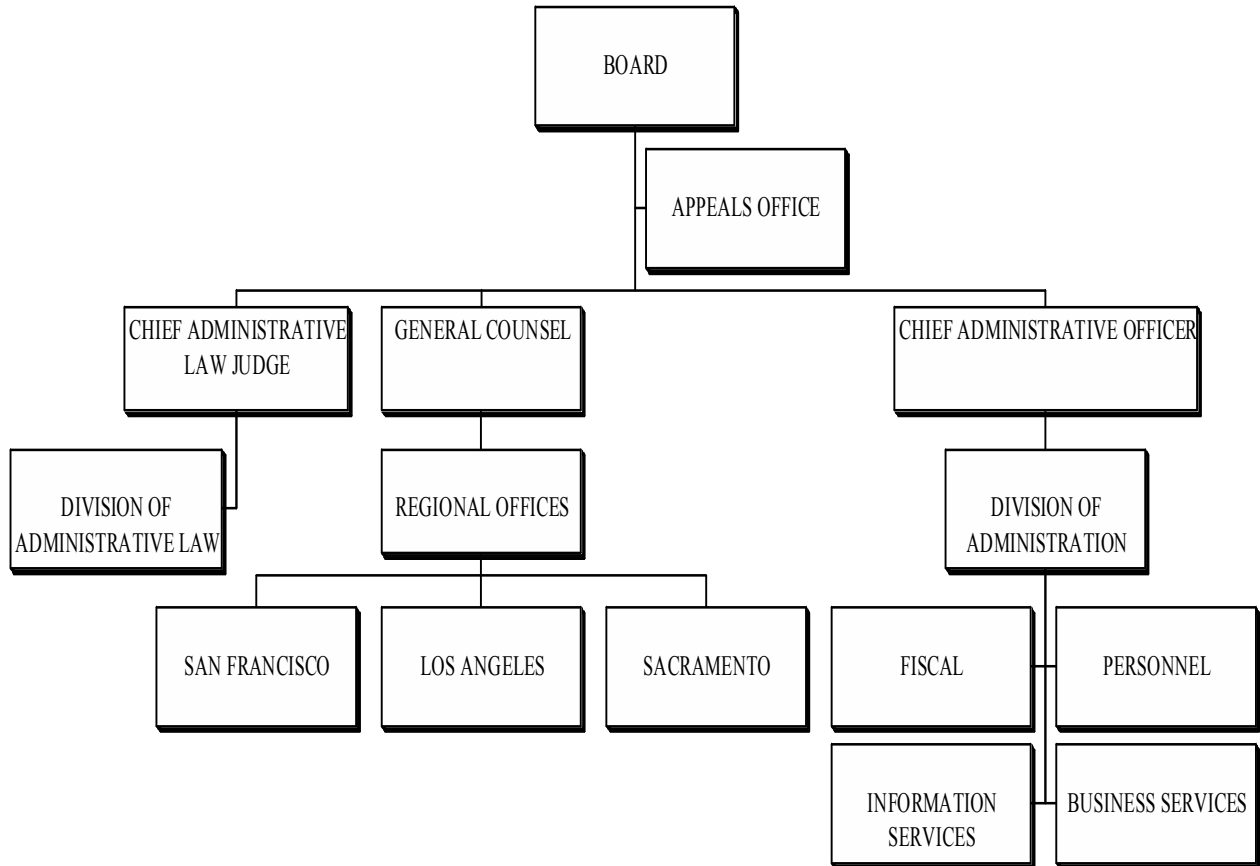 BOARD
APPEALS OFFICE
CHIEF ADMINISTRATIVE
LAW JUDGE
GENERAL COUNSEL
CHIEF ADMINISTRATIVE OFFICER
DIVISION OF
ADMINISTRATIVE LAW
REGIONAL OFFICES
DIVISION OF
ADMINISTRATION
SAN FRANCISCO
LOS ANGELES
SACRAMENTO
FISCAL
PERSONNEL
INFORMATION
SERVICES
BUSINESS SERVICES